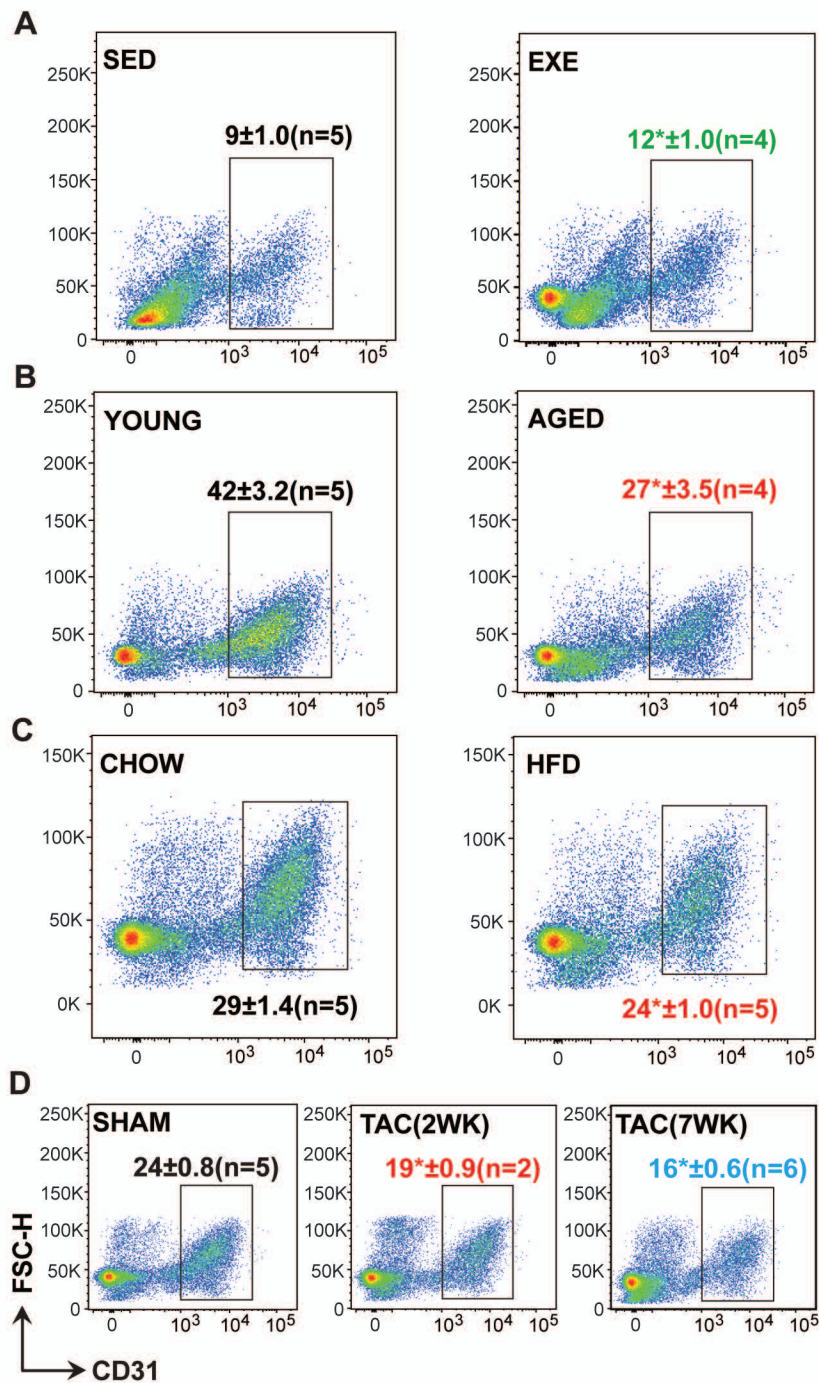 A
SED
EXE
250K
200K
150K
100K
50K
0
9±1.0(n=5)
0 10³ 10⁴ 10⁵
250K
200K
150K
100K
50K
0
12*±1.0(n=4)
0 10³ 10⁴ 10⁵
B
YOUNG
AGED
250K
200K
150K
100K
50K
0
42±3.2(n=5)
0 10³ 10⁴ 10⁵
250K
200K
150K
100K
50K
0
27*±3.5(n=4)
0 10³ 10⁴ 10⁵
C
CHOW
HFD
150K
100K
50K
0K
29±1.4(n=5)
0 10³ 10⁴ 10⁵
150K
100K
50K
0K
24*±1.0(n=5)
0 10³ 10⁴ 10⁵
D
SHAM
TAC(2WK)
TAC(7WK)
250K
200K
150K
100K
50K
0
24±0.8(n=5)
0 10³ 10⁴ 10⁵
250K
200K
150K
100K
50K
0
19*±0.9(n=2)
0 10³ 10⁴ 10⁵
250K
200K
150K
100K
50K
0
16*±0.6(n=6)
0 10³ 10⁴ 10⁵
FSC-H
CD31